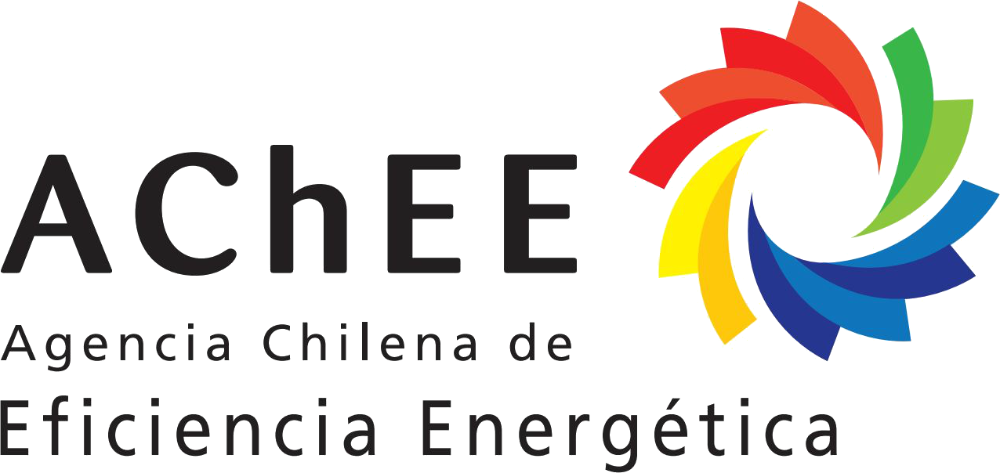 AChEE
Agencia Chilena de
Eficiencia Energética